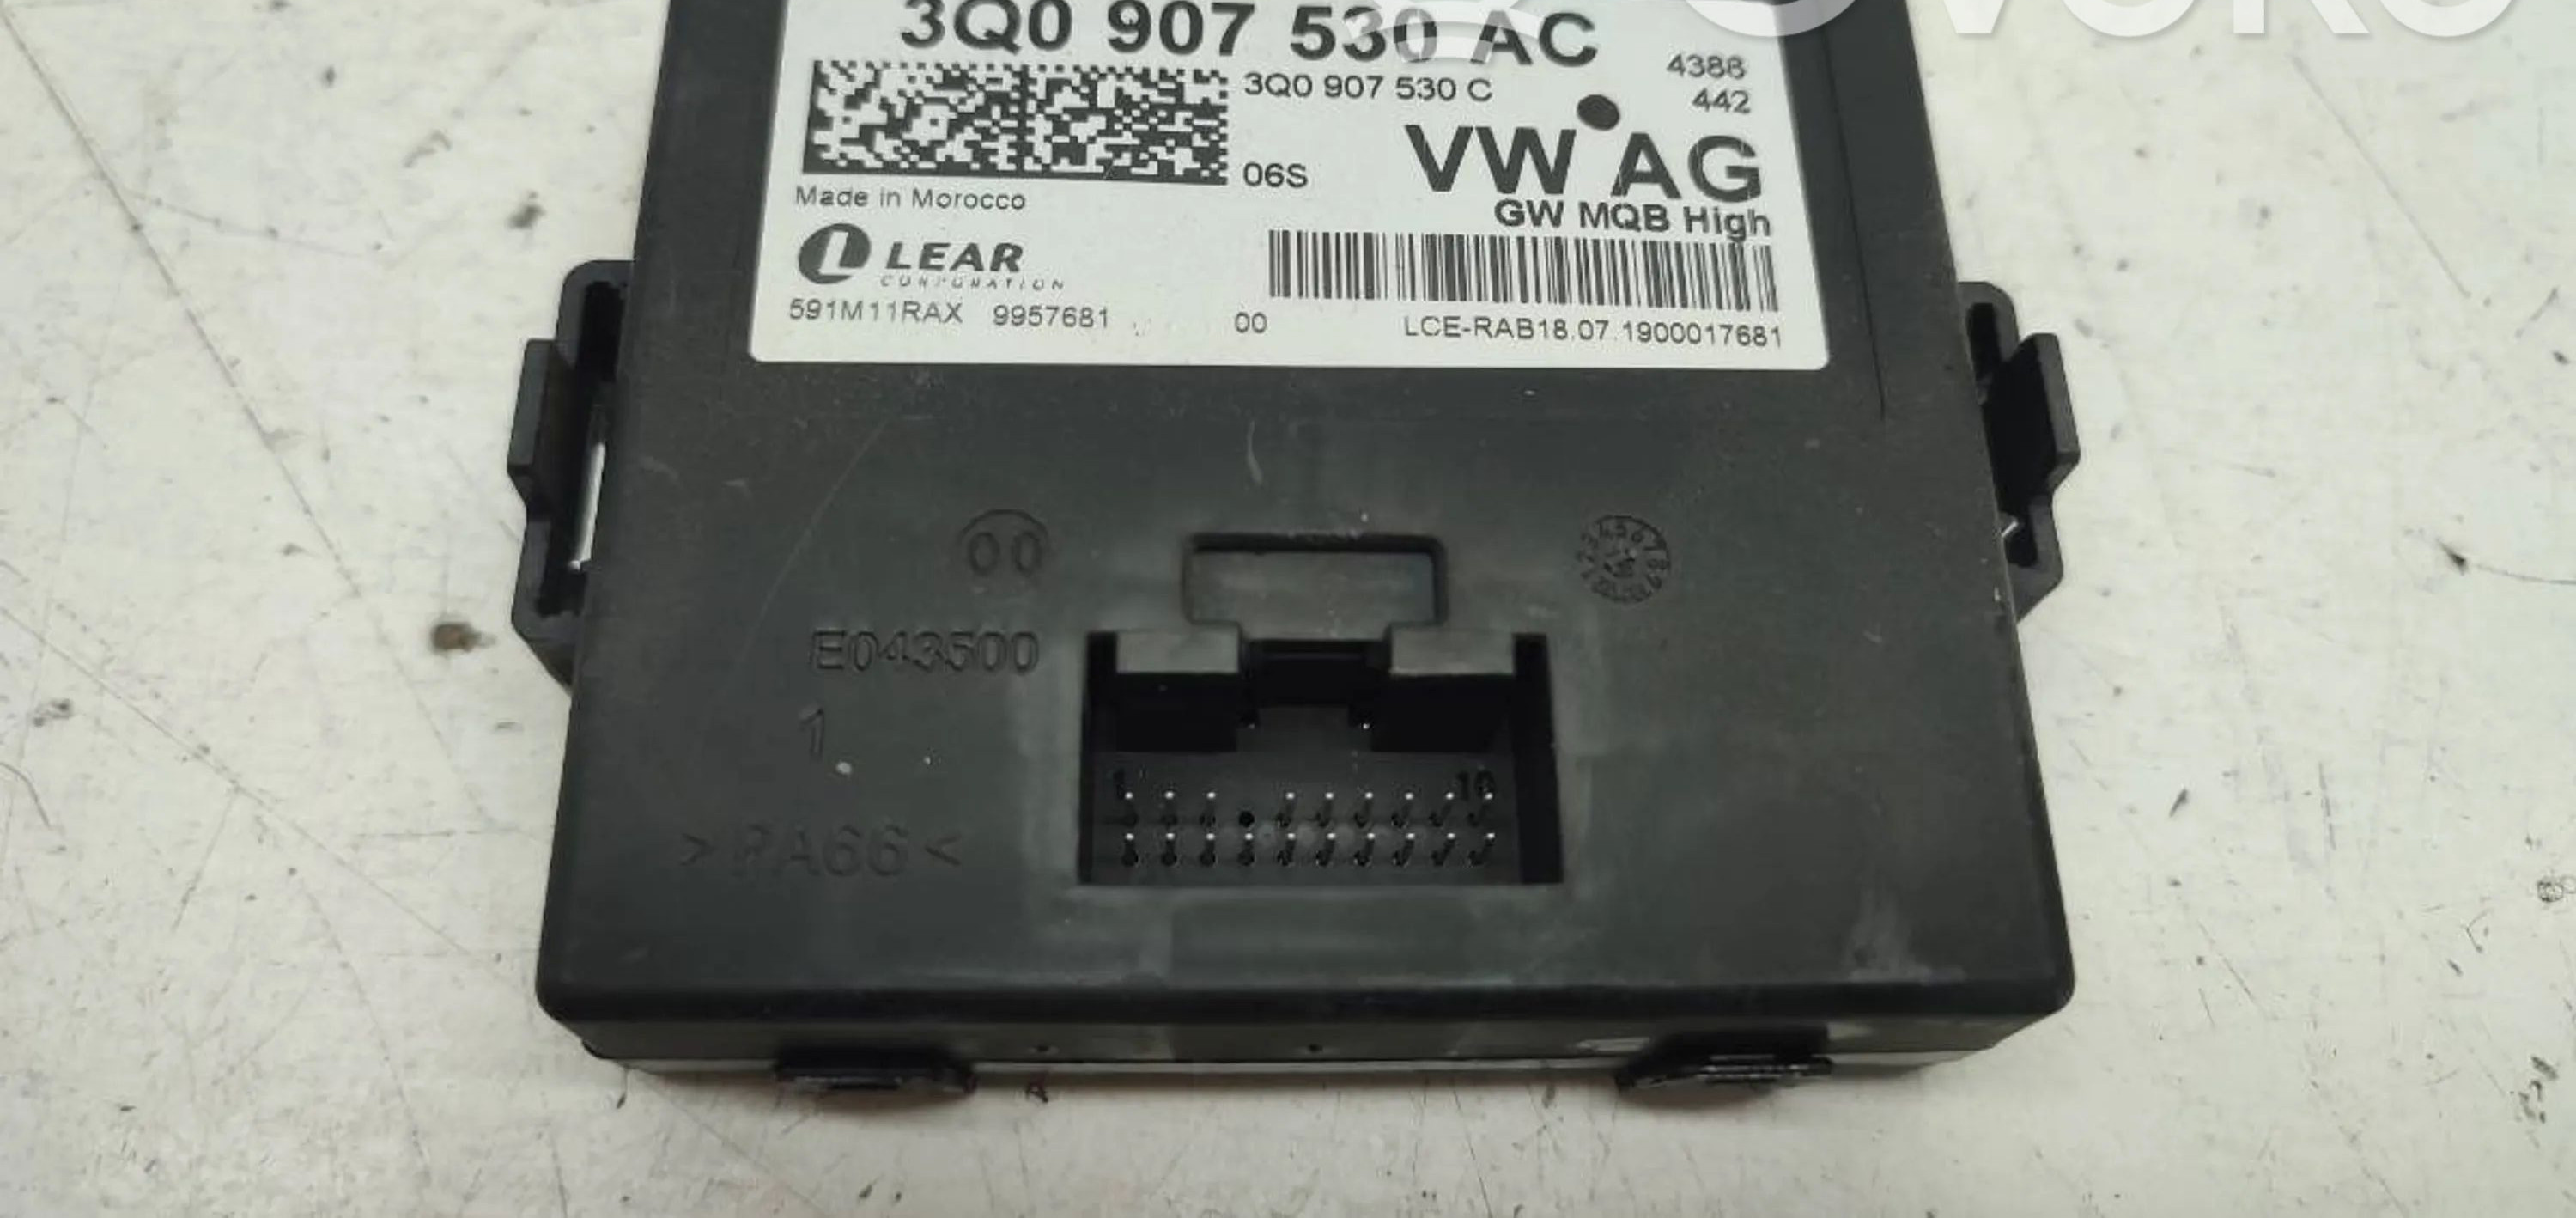 3Q0 907 530 AC
4388
3Q0 907 530 C
442
VW AG
06S
GW MQB High
Made in Morocco
LEAR
CORPORATION
591M11RAX 9957681 00 LCE-RAB18.07.1900017681
00
E043500
1
>PA66<
1 10